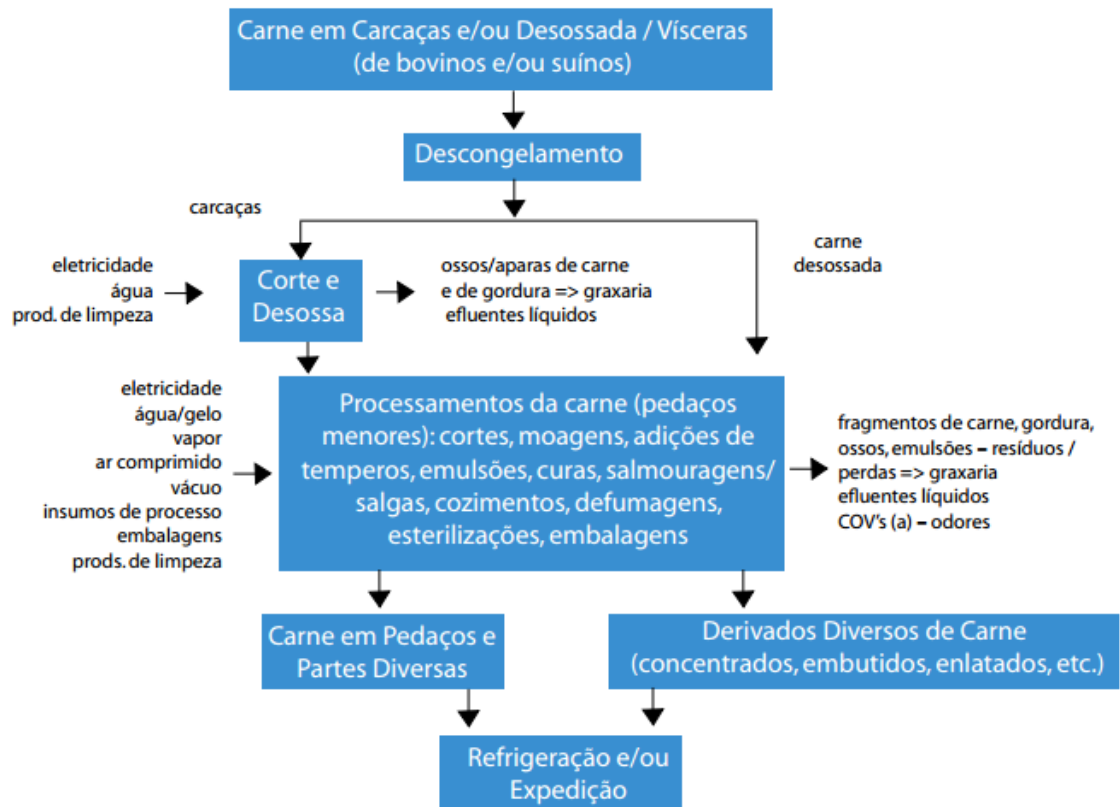 Carne em Carcaças e/ou Desossada / Vísceras
(de bovinos e/ou suínos)
Descongelamento
carcaças
carne
desossada
eletricidade
água
prod. de limpeza
Corte e
Desossa
ossos/aparas de carne
e de gordura => graxaria
efluentes líquidos
eletricidade
água/gelo
vapor
ar comprimido
vácuo
insumos de processo
embalagens
prods. de limpeza
Processamentos da carne (pedaços
menores): cortes, moagens, adições de
temperos, emulsões, curas, salmouragens/
salgas, cozimentos, defumagens,
esterilizações, embalagens
fragmentos de carne, gordura,
ossos, emulsões – resíduos /
perdas => graxaria
efluentes líquidos
COV's (a) – odores
Carne em Pedaços e
Partes Diversas
Derivados Diversos de Carne
(concentrados, embutidos, enlatados, etc.)
Refrigeração e/ou
Expedição